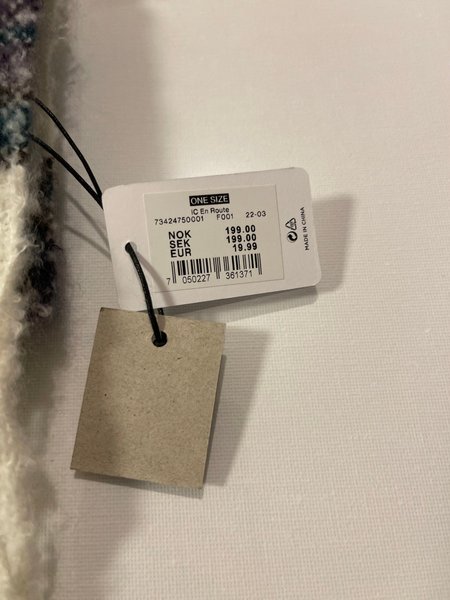 ONE SIZE
IC En Route
73424750001 F001 22-03
NOK 199.00
SEK 199.00
EUR 19.99
7 050227 361371
MADE IN CHINA